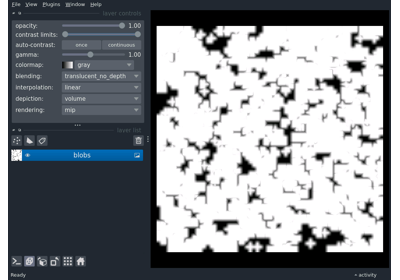 File View Plugins Window Help
layer controls
opacity: 1.00
contrast limits:
auto-contrast: once continuous
gamma: 1.00
colormap: gray
blending: translucent_no_depth
interpolation: linear
depiction: volume
rendering: mip
layer list
blobs
Ready activity